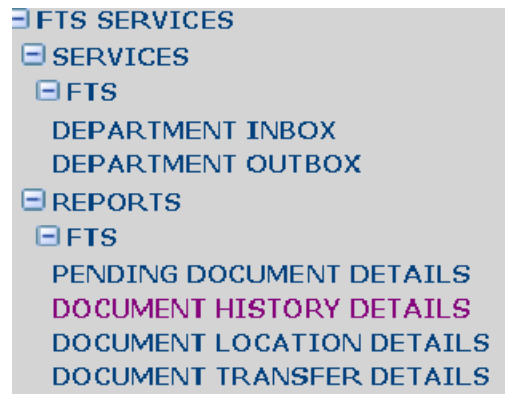 FTS SERVICES
SERVICES
FTS
DEPARTMENT INBOX
DEPARTMENT OUTBOX
REPORTS
FTS
PENDING DOCUMENT DETAILS
DOCUMENT HISTORY DETAILS
DOCUMENT LOCATION DETAILS
DOCUMENT TRANSFER DETAILS